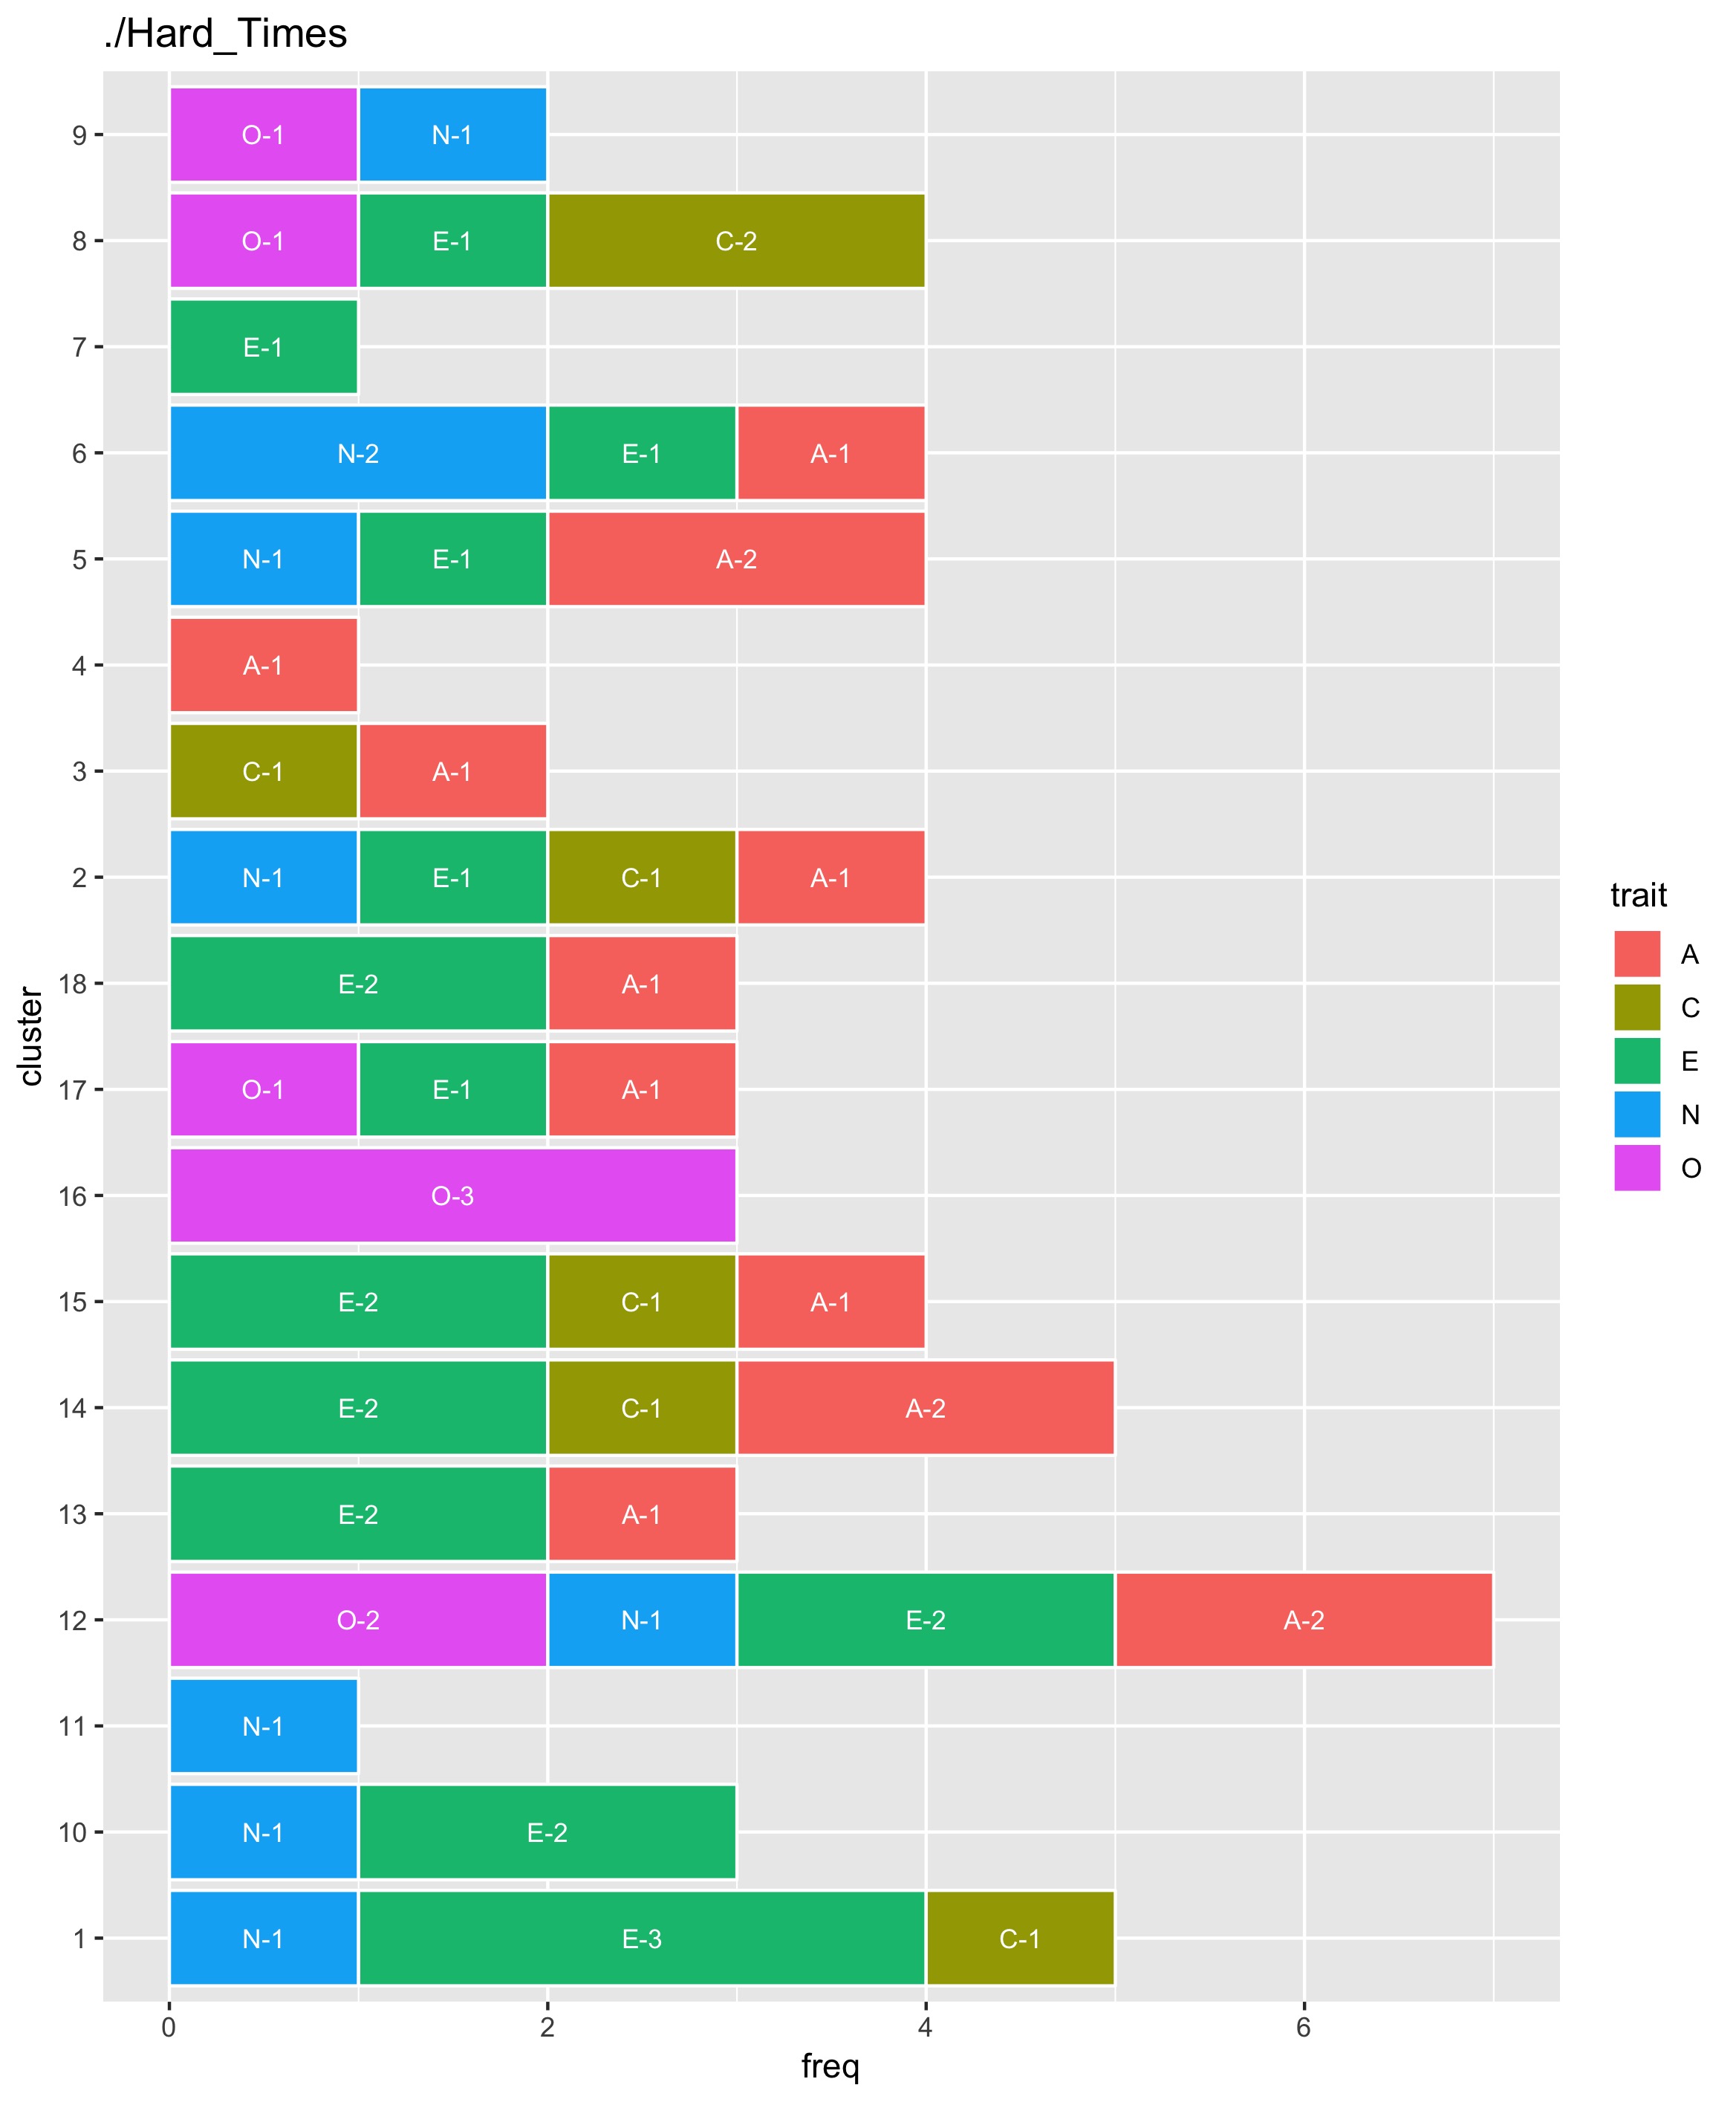 ./Hard_Times
9 O-1 N-1
8 O-1 E-1 C-2
7 E-1
6 N-2 E-1 A-1
5 N-1 E-1 A-2
4 A-1
3 C-1 A-1
2 N-1 E-1 C-1 A-1
18 E-2 A-1
17 O-1 E-1 A-1
16 O-3
15 E-2 C-1 A-1
14 E-2 C-1 A-2
13 E-2 A-1
12 O-2 N-1 E-2 A-2
11 N-1
10 N-1 E-2
1 N-1 E-3 C-1
0 2 4 6
freq
cluster
trait
A
C
E
N
O